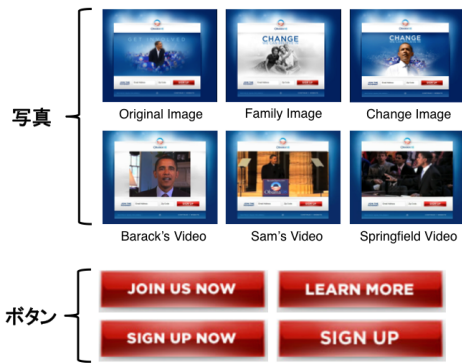 写真
CHANGE
Original Image
Family Image
Change Image
Barack's Video
Sam's Video
Springfield Video
ボタン
JOIN US NOW
LEARN MORE
SIGN UP NOW
SIGN UP